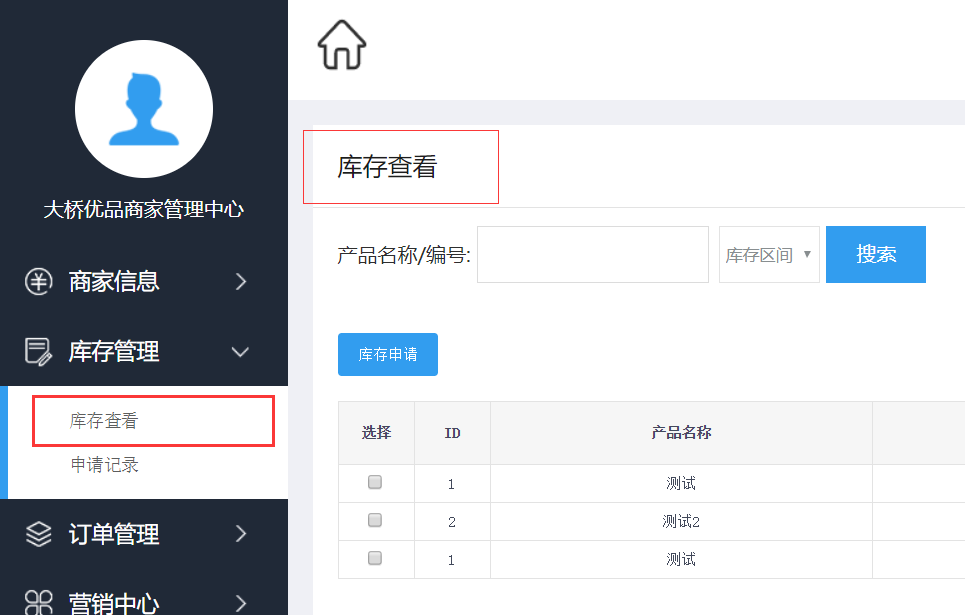 大桥优品商家管理中心
商家信息
库存管理
库存查看
申请记录
订单管理
营销中心
库存查看
产品名称/编号:
库存区间
搜索
库存申请
选择 ID 产品名称
1 测试
2 测试2
1 测试